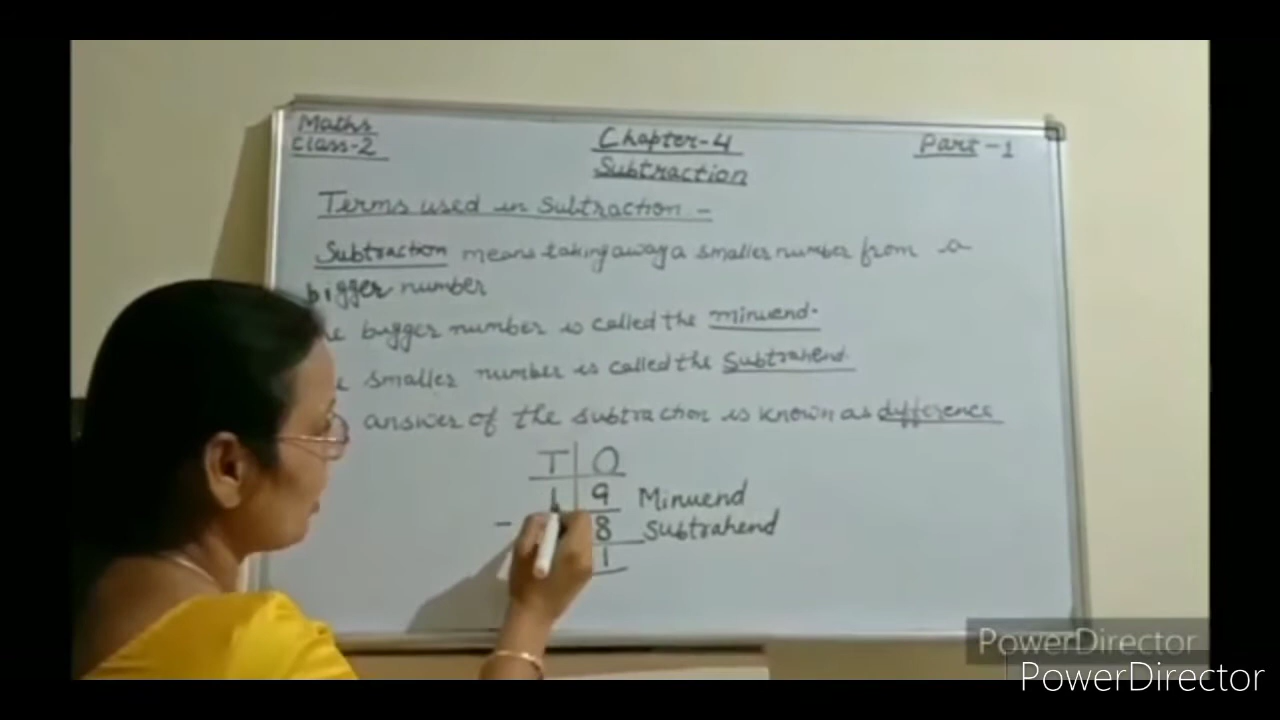 Maths
Class-2
Chapter-4
Subtraction
Part-1
Terms used in Subtraction -
Subtraction means taking away a smaller number from a
bigger number
bigger number is called the minuend.
smaller number is called the Subtrahend.
answer of the subtraction is known as difference
T O
1 9 Minuend
- 8 Subtrahend
1
PowerDirector
PowerDirector